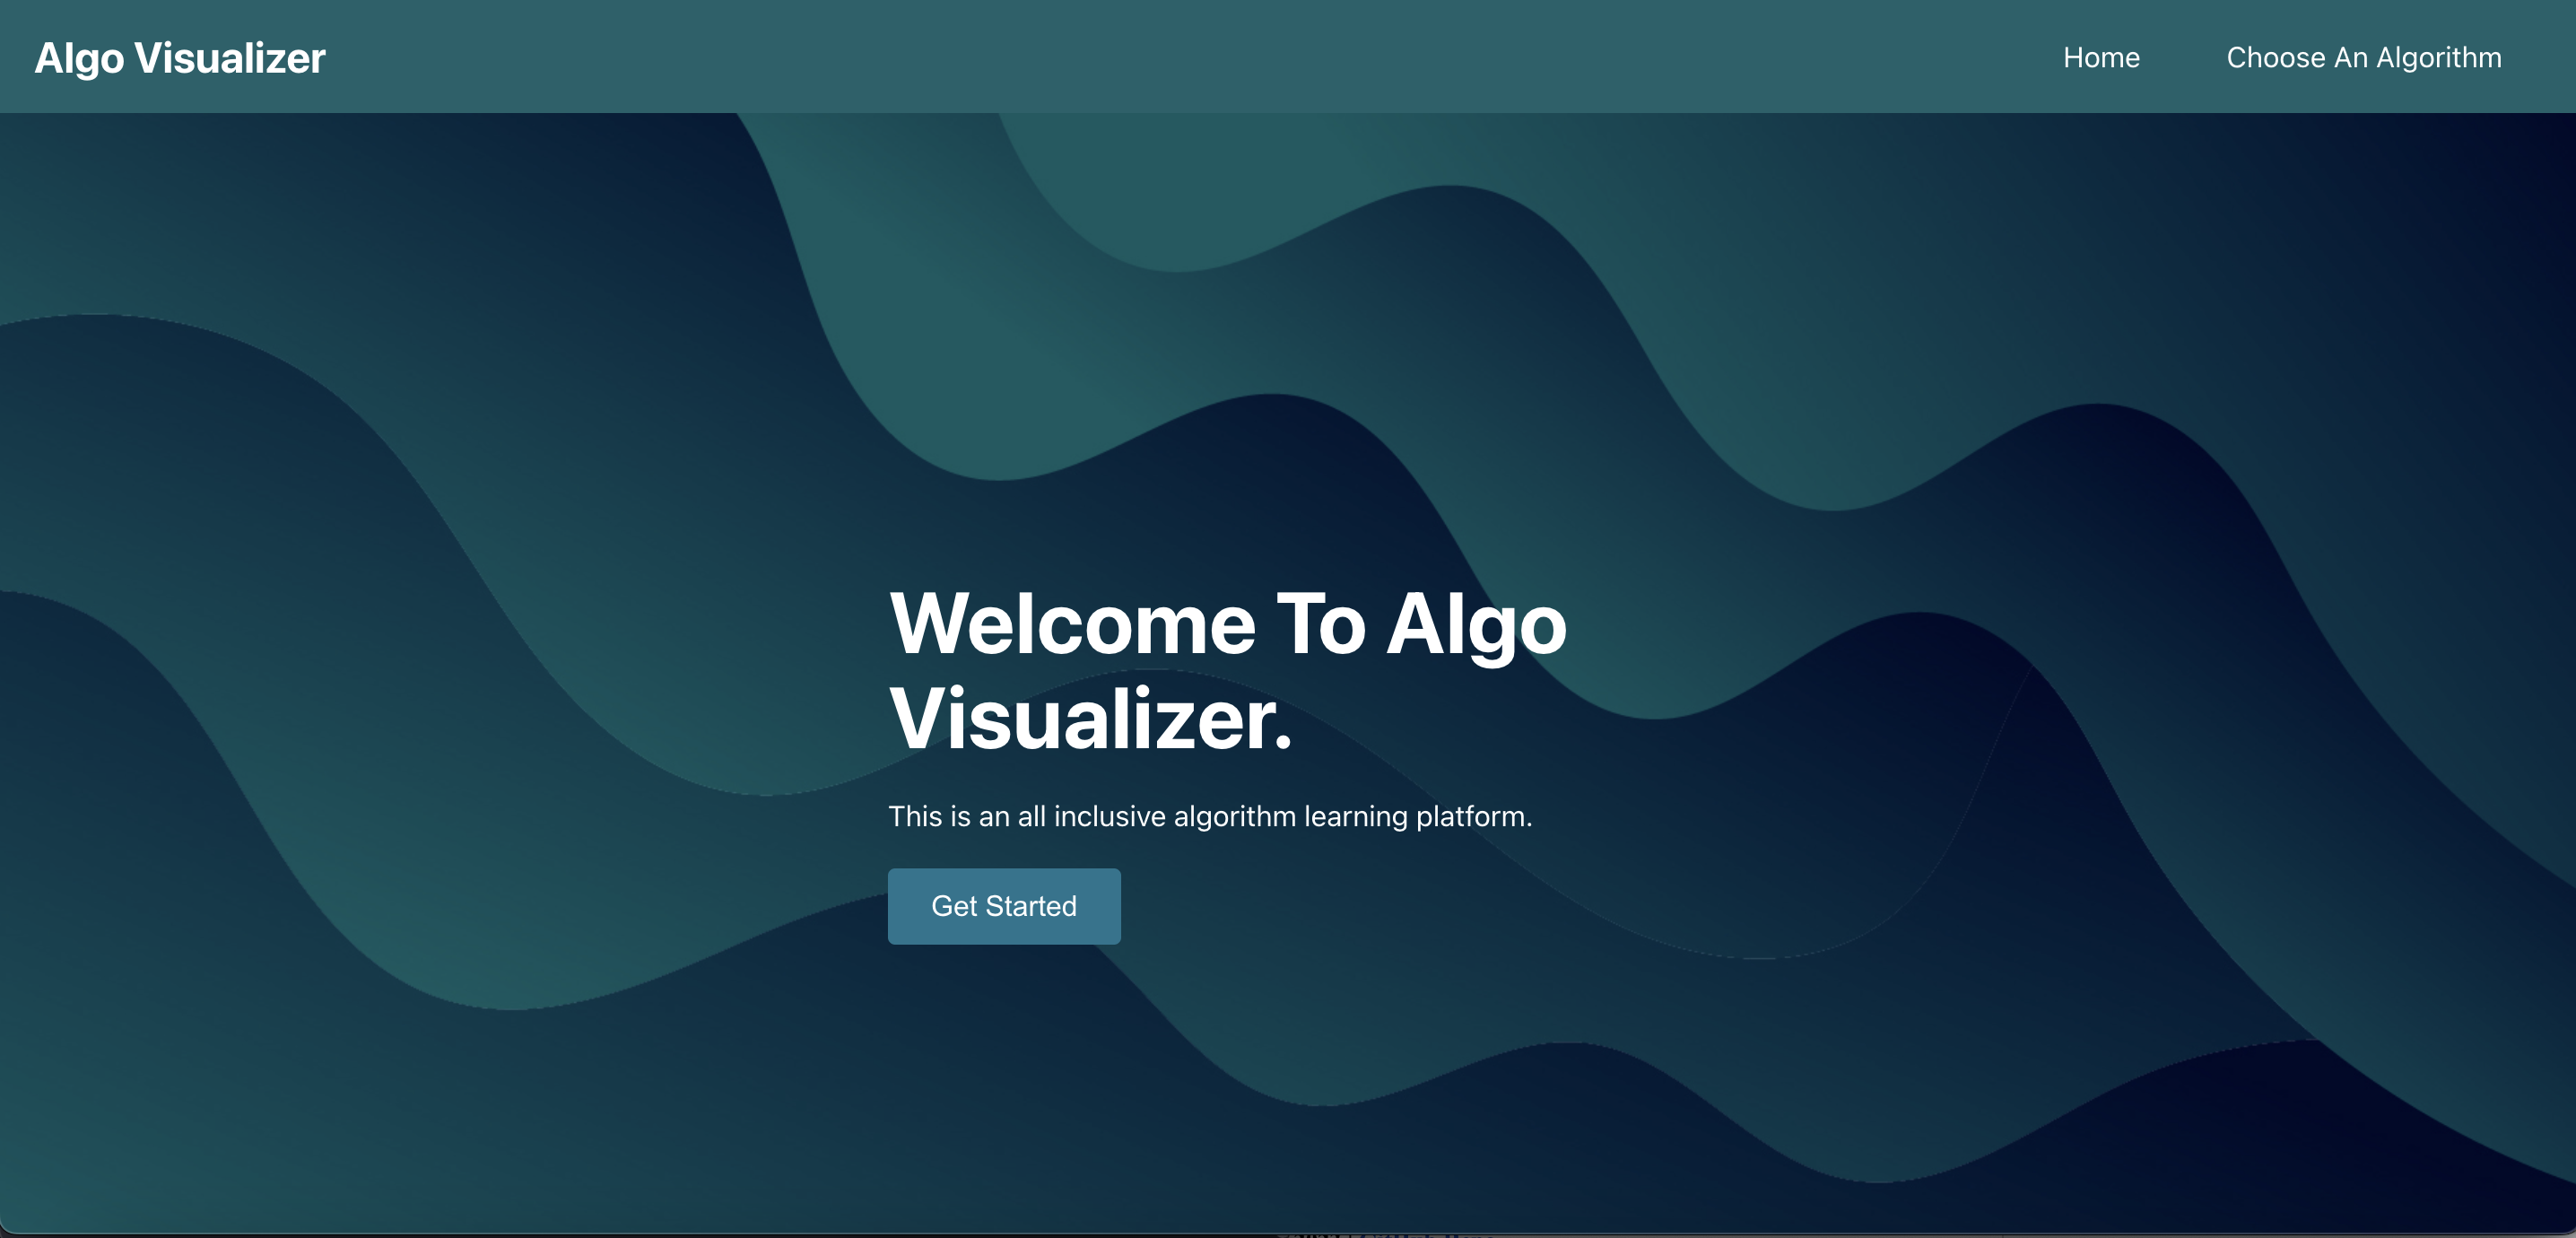 Algo Visualizer
Home
Choose An Algorithm
Welcome To Algo
Visualizer.
This is an all inclusive algorithm learning platform.
Get Started